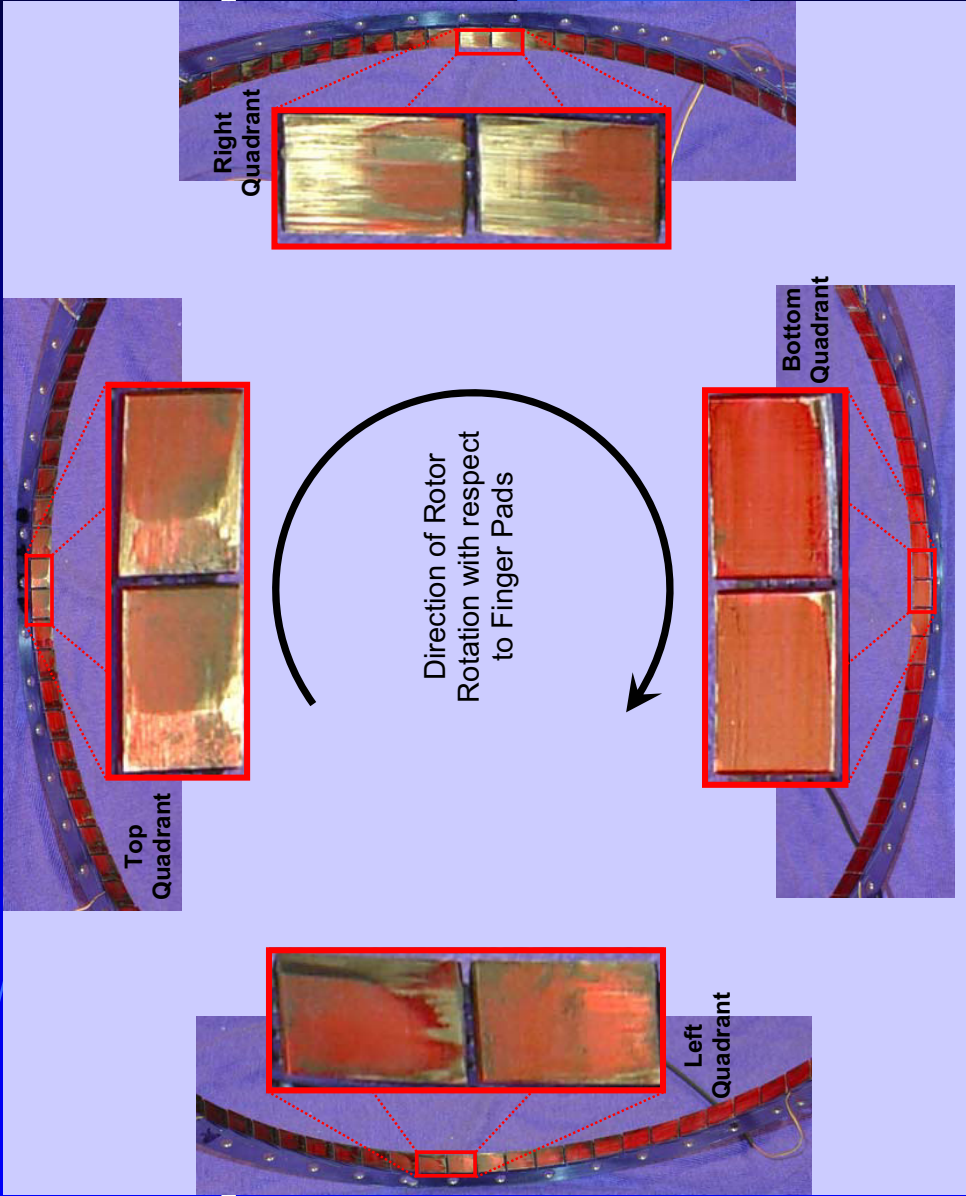 Top
Quadrant
Right
Quadrant
Direction of Rotor
Rotation with respect
to Finger Pads
Left
Quadrant
Bottom
Quadrant